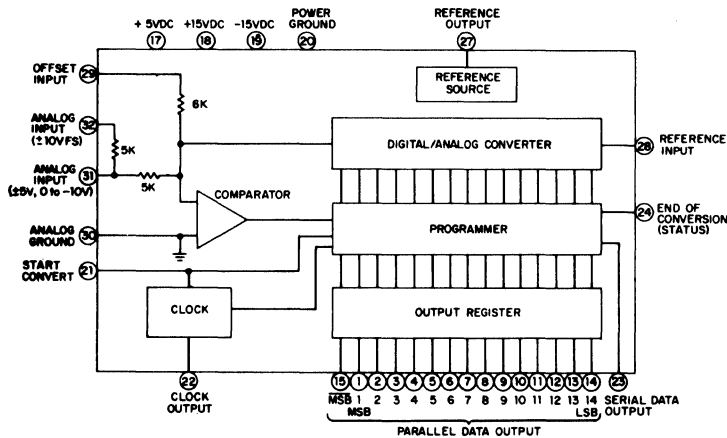 + 5VDC +15VDC -15VDC POWER GROUND REFERENCE OUTPUT
17 18 19 20 27
OFFSET INPUT 29
6K
REFERENCE SOURCE
ANALOG INPUT (±10V FS) 32
5K
DIGITAL/ANALOG CONVERTER
28 REFERENCE INPUT
ANALOG INPUT (±5V, 0 to -10V) 31
5K
COMPARATOR
PROGRAMMER
24 END OF CONVERSION (STATUS)
ANALOG GROUND 30
START CONVERT 21
CLOCK
OUTPUT REGISTER
22
CLOCK OUTPUT
15 1 2 3 4 5 6 7 8 9 10 11 12 13 14 23
MSB 1 2 3 4 5 6 7 8 9 10 11 12 13 14 SERIAL DATA OUTPUT
MSB LSB
PARALLEL DATA OUTPUT